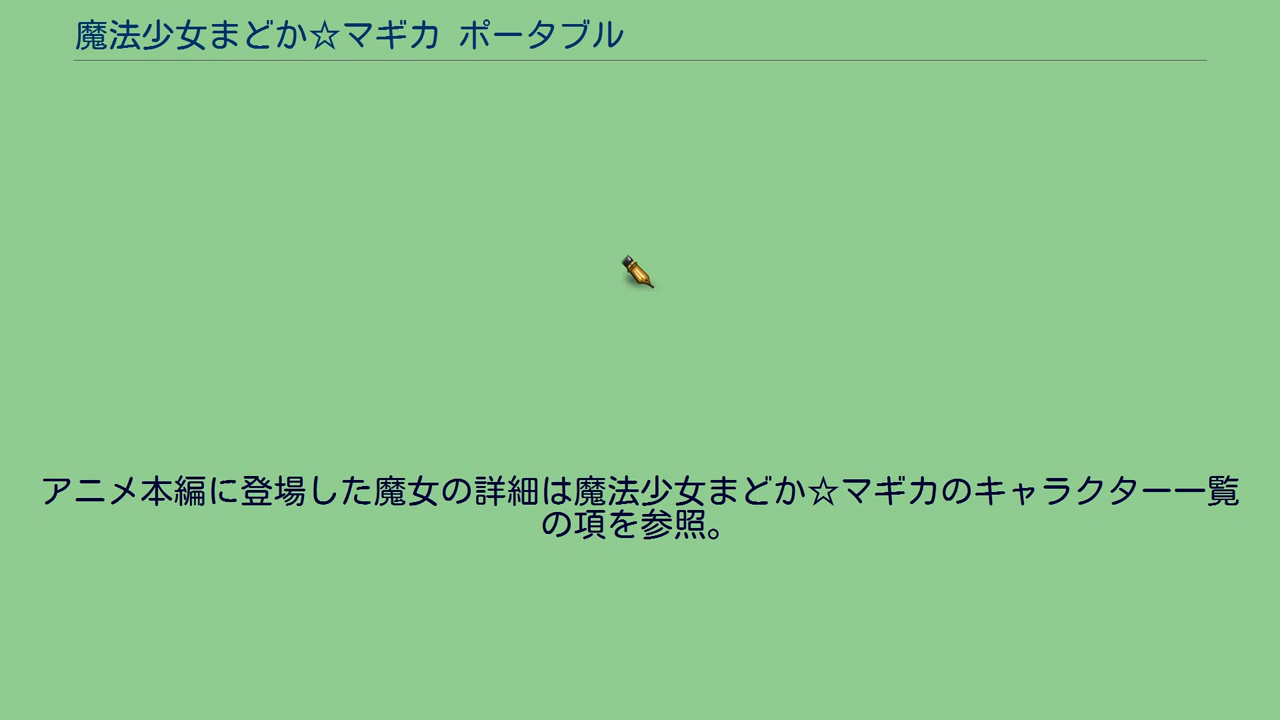 魔法少女まどか☆マギカ ポータブル
アニメ本編に登場した魔女の詳細は魔法少女まどか☆マギカのキャラクター一覧
の項を参照。